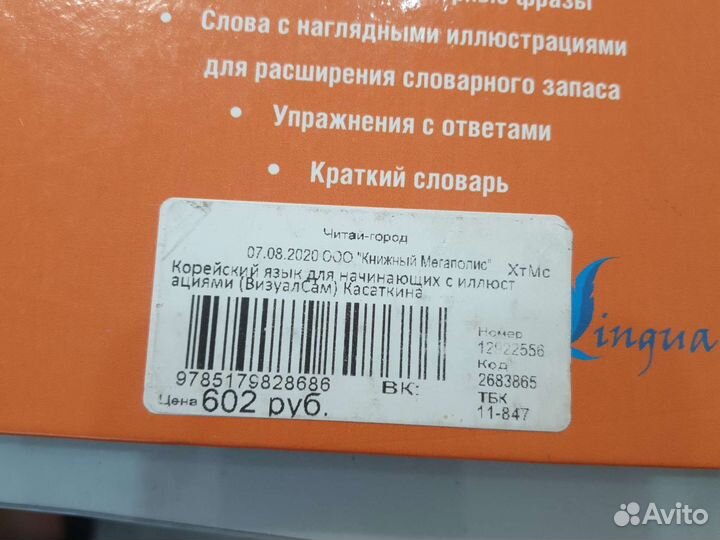 фразы
• Слова с наглядными иллюстрациями
для расширения словарного запаса
• Упражнения с ответами
• Краткий словарь
Читай-город
07.08.2020 ООО "Книжный Мегаполис" ХтМс
Корейский язык для начинающих с иллюст
ациями (ВизуалСам) Касаткина
9785179828686
ВК:
Цена 602 руб.
Номер
12922556
Код
2683865
ТБК
11-847
Lingua
Avito